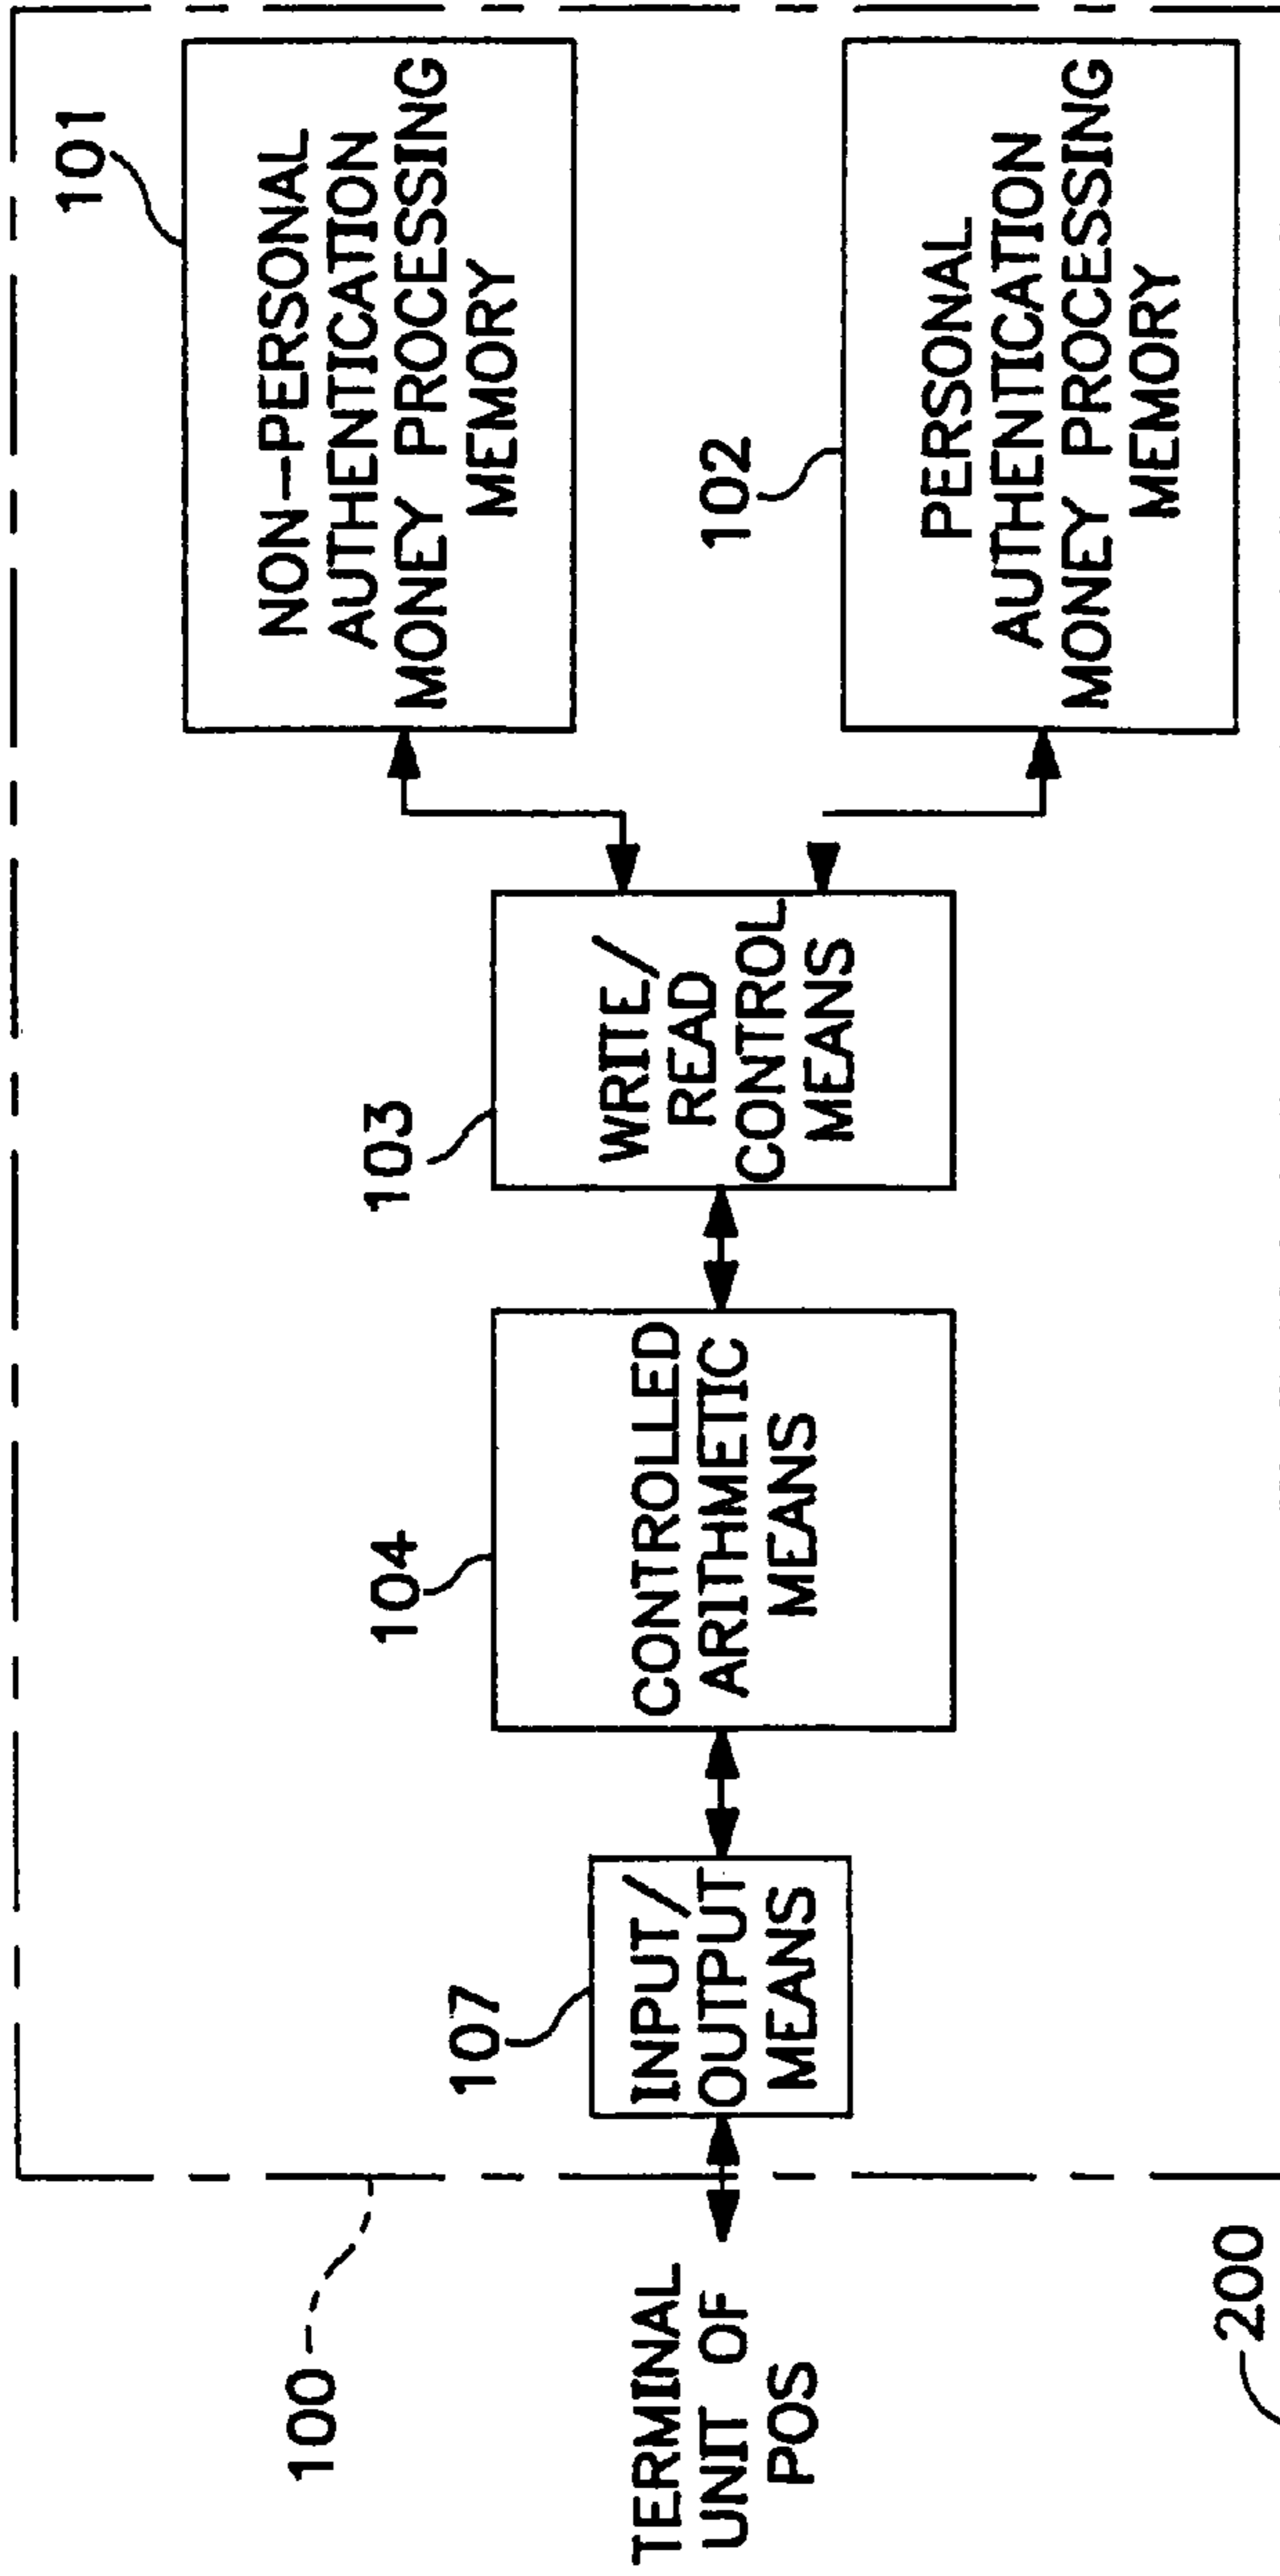 101
NON-PERSONAL
AUTHENTICATION
MONEY PROCESSING
MEMORY
102
PERSONAL
AUTHENTICATION
MONEY PROCESSING
MEMORY
103
WRITE/
READ
CONTROL
MEANS
104
CONTROLLED
ARITHMETIC
MEANS
107
INPUT/
OUTPUT
MEANS
100
TERMINAL
UNIT OF
POS
200